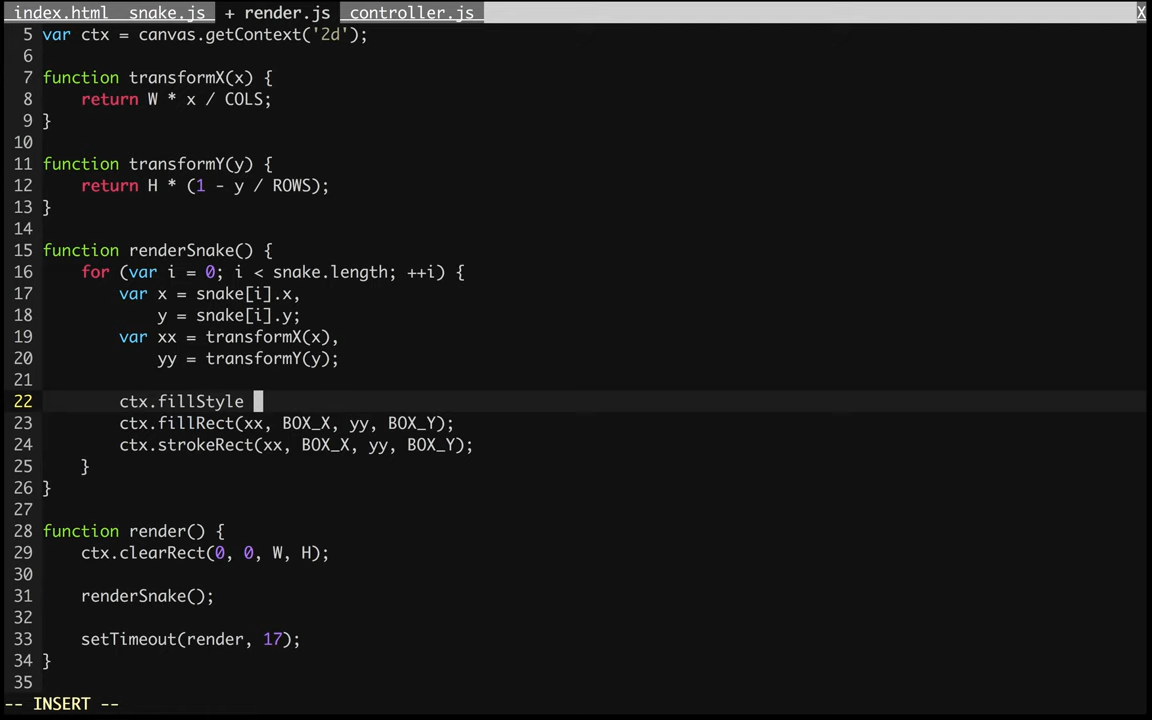 index.html snake.js + render.js controller.js X
5 var ctx = canvas.getContext('2d');
6
7 function transformX(x) {
8 return W * x / COLS;
9 }
10
11 function transformY(y) {
12 return H * (1 - y / ROWS);
13 }
14
15 function renderSnake() {
16 for (var i = 0; i < snake.length; ++i) {
17 var x = snake[i].x,
18 y = snake[i].y;
19 var xx = transformX(x),
20 yy = transformY(y);
21
22 ctx.fillStyle
23 ctx.fillRect(xx, BOX_X, yy, BOX_Y);
24 ctx.strokeRect(xx, BOX_X, yy, BOX_Y);
25 }
26 }
27
28 function render() {
29 ctx.clearRect(0, 0, W, H);
30
31 renderSnake();
32
33 setTimeout(render, 17);
34 }
35
-- INSERT --